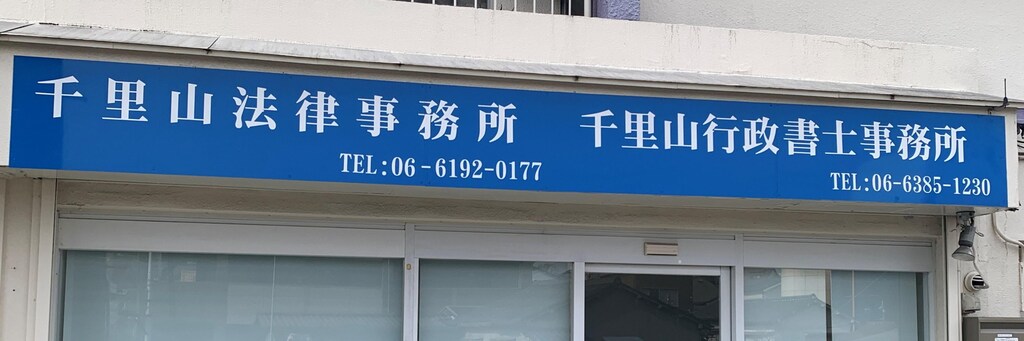 千里山法律事務所
TEL:06-6192-0177
千里山行政書士事務所
TEL:06-6385-1230